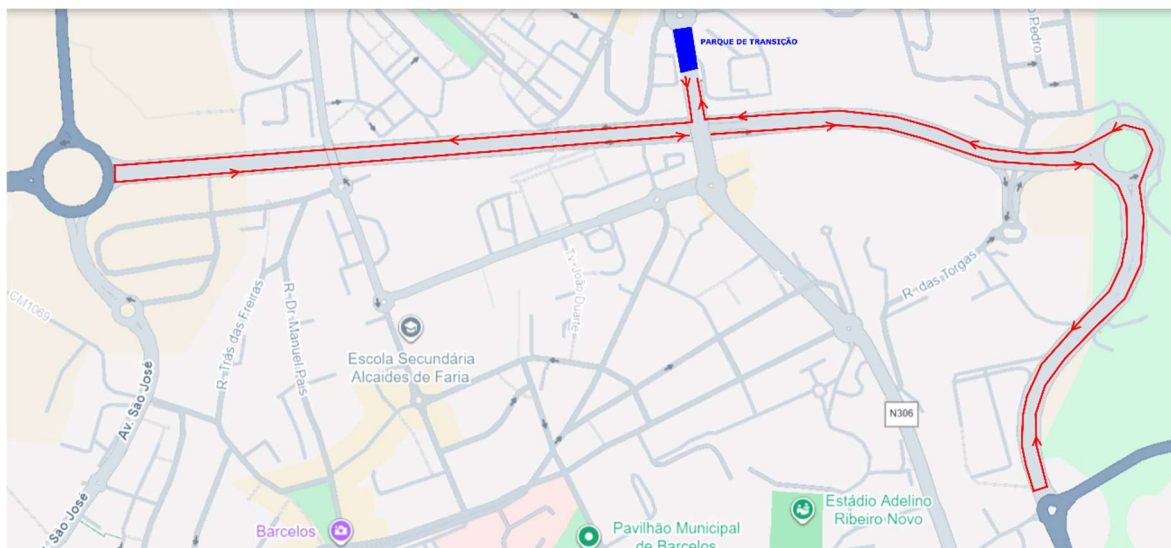 PARQUE DE TRANSIÇÃO
Pedro
Tv. João Duarte
R. das Torgas
CM1069
R. Trás das Freiras
R. Dr. Manuel Pais
Escola Secundária
Alcaides de Faria
Av. São José
N306
São José
Barcelos
Pavilhão Municipal
de Barcelos
Estádio Adelino
Ribeiro Novo